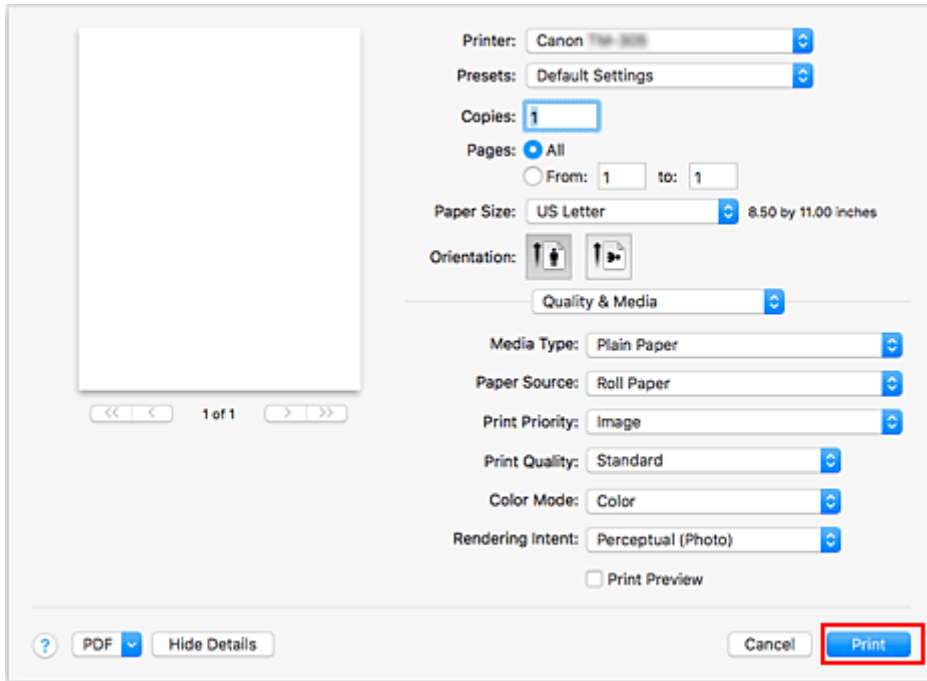 Printer: Canon
Presets: Default Settings
Copies: 1
Pages: All
From: 1 to: 1
Paper Size: US Letter 8.50 by 11.00 inches
Orientation:
Quality & Media
Media Type: Plain Paper
Paper Source: Roll Paper
<< < 1 of 1 > >>
Print Priority: Image
Print Quality: Standard
Color Mode: Color
Rendering Intent: Perceptual (Photo)
Print Preview
? PDF Hide Details Cancel Print